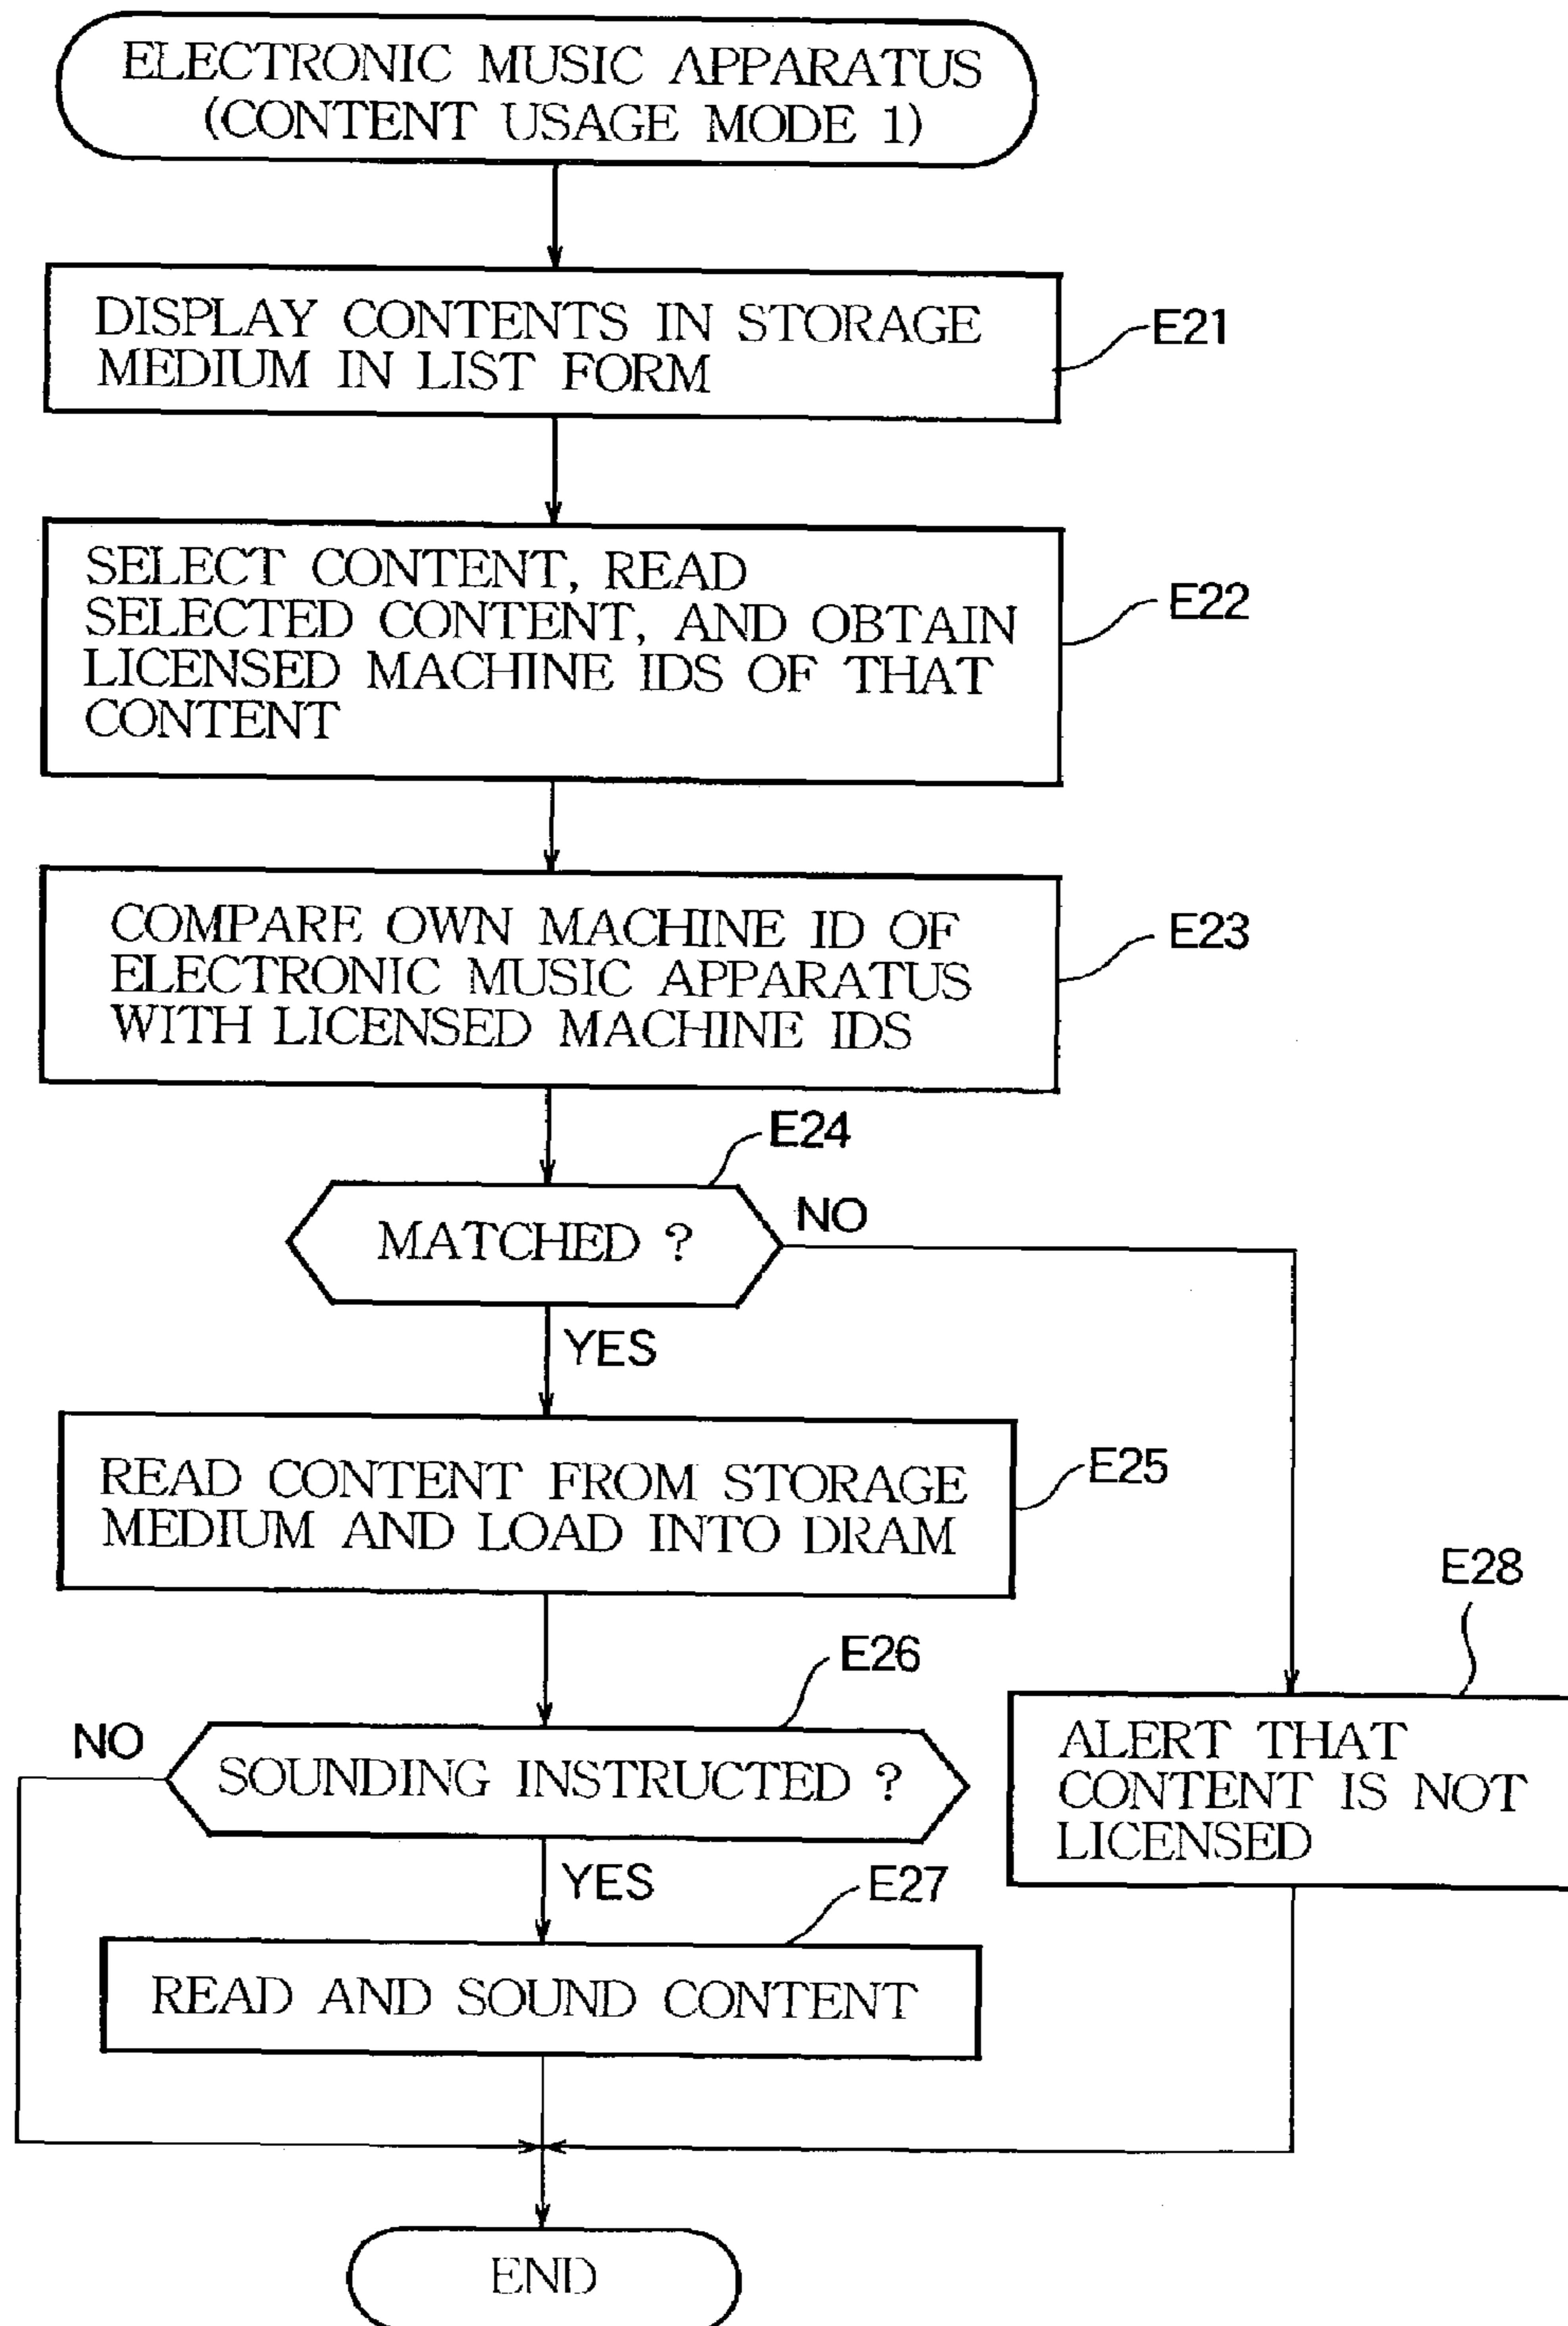 ELECTRONIC MUSIC APPARATUS
(CONTENT USAGE MODE 1)
DISPLAY CONTENTS IN STORAGE
MEDIUM IN LIST FORM
E21
SELECT CONTENT, READ
SELECTED CONTENT, AND OBTAIN
LICENSED MACHINE IDS OF THAT
CONTENT
E22
COMPARE OWN MACHINE ID OF
ELECTRONIC MUSIC APPARATUS
WITH LICENSED MACHINE IDS
E23
E24
MATCHED ?
NO
YES
READ CONTENT FROM STORAGE
MEDIUM AND LOAD INTO DRAM
E25
E26
SOUNDING INSTRUCTED ?
NO
YES
E28
ALERT THAT
CONTENT IS NOT
LICENSED
E27
READ AND SOUND CONTENT
END